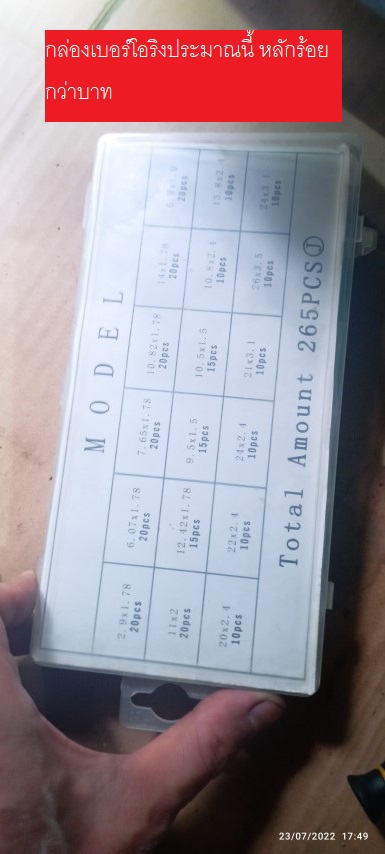 กล่องเบอร์โอริงประมาณนี้ หลักร้อย
กว่าบาท
MODEL
2.9x1.78 6.07x1.78 7.65x1.78 10.82x1.78 14x1.78 6.8x1.9
20pcs 20pcs 20pcs 20pcs 20pcs 20pcs
11x2 12.42x1.78 9.5x1.5 10.5x1.5 10.8x2.4 13.8x2.4
20pcs 15pcs 15pcs 15pcs 10pcs 10pcs
20x2.4 22x2.4 24x2.4 21x3.1 26x3.5 24x3.1
10pcs 10pcs 10pcs 10pcs 10pcs 10pcs
Total Amount 265PCS Ⓙ
23/07/2022 17:49